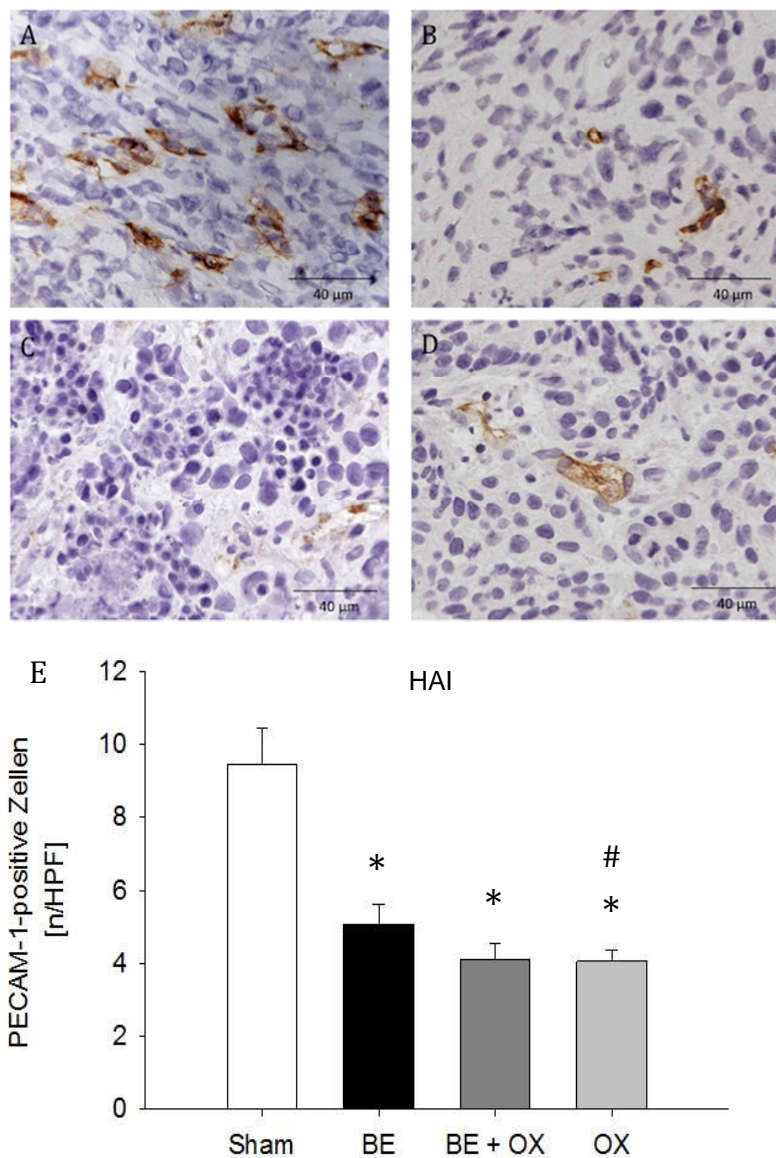 A
B
40 µm
40 µm
C
D
40 µm
40 µm
E
HAI
PECAM-1-positive Zellen
[n/HPF]
12
10
8
6
4
2
0
*
*
#
*
Sham
BE
BE + OX
OX